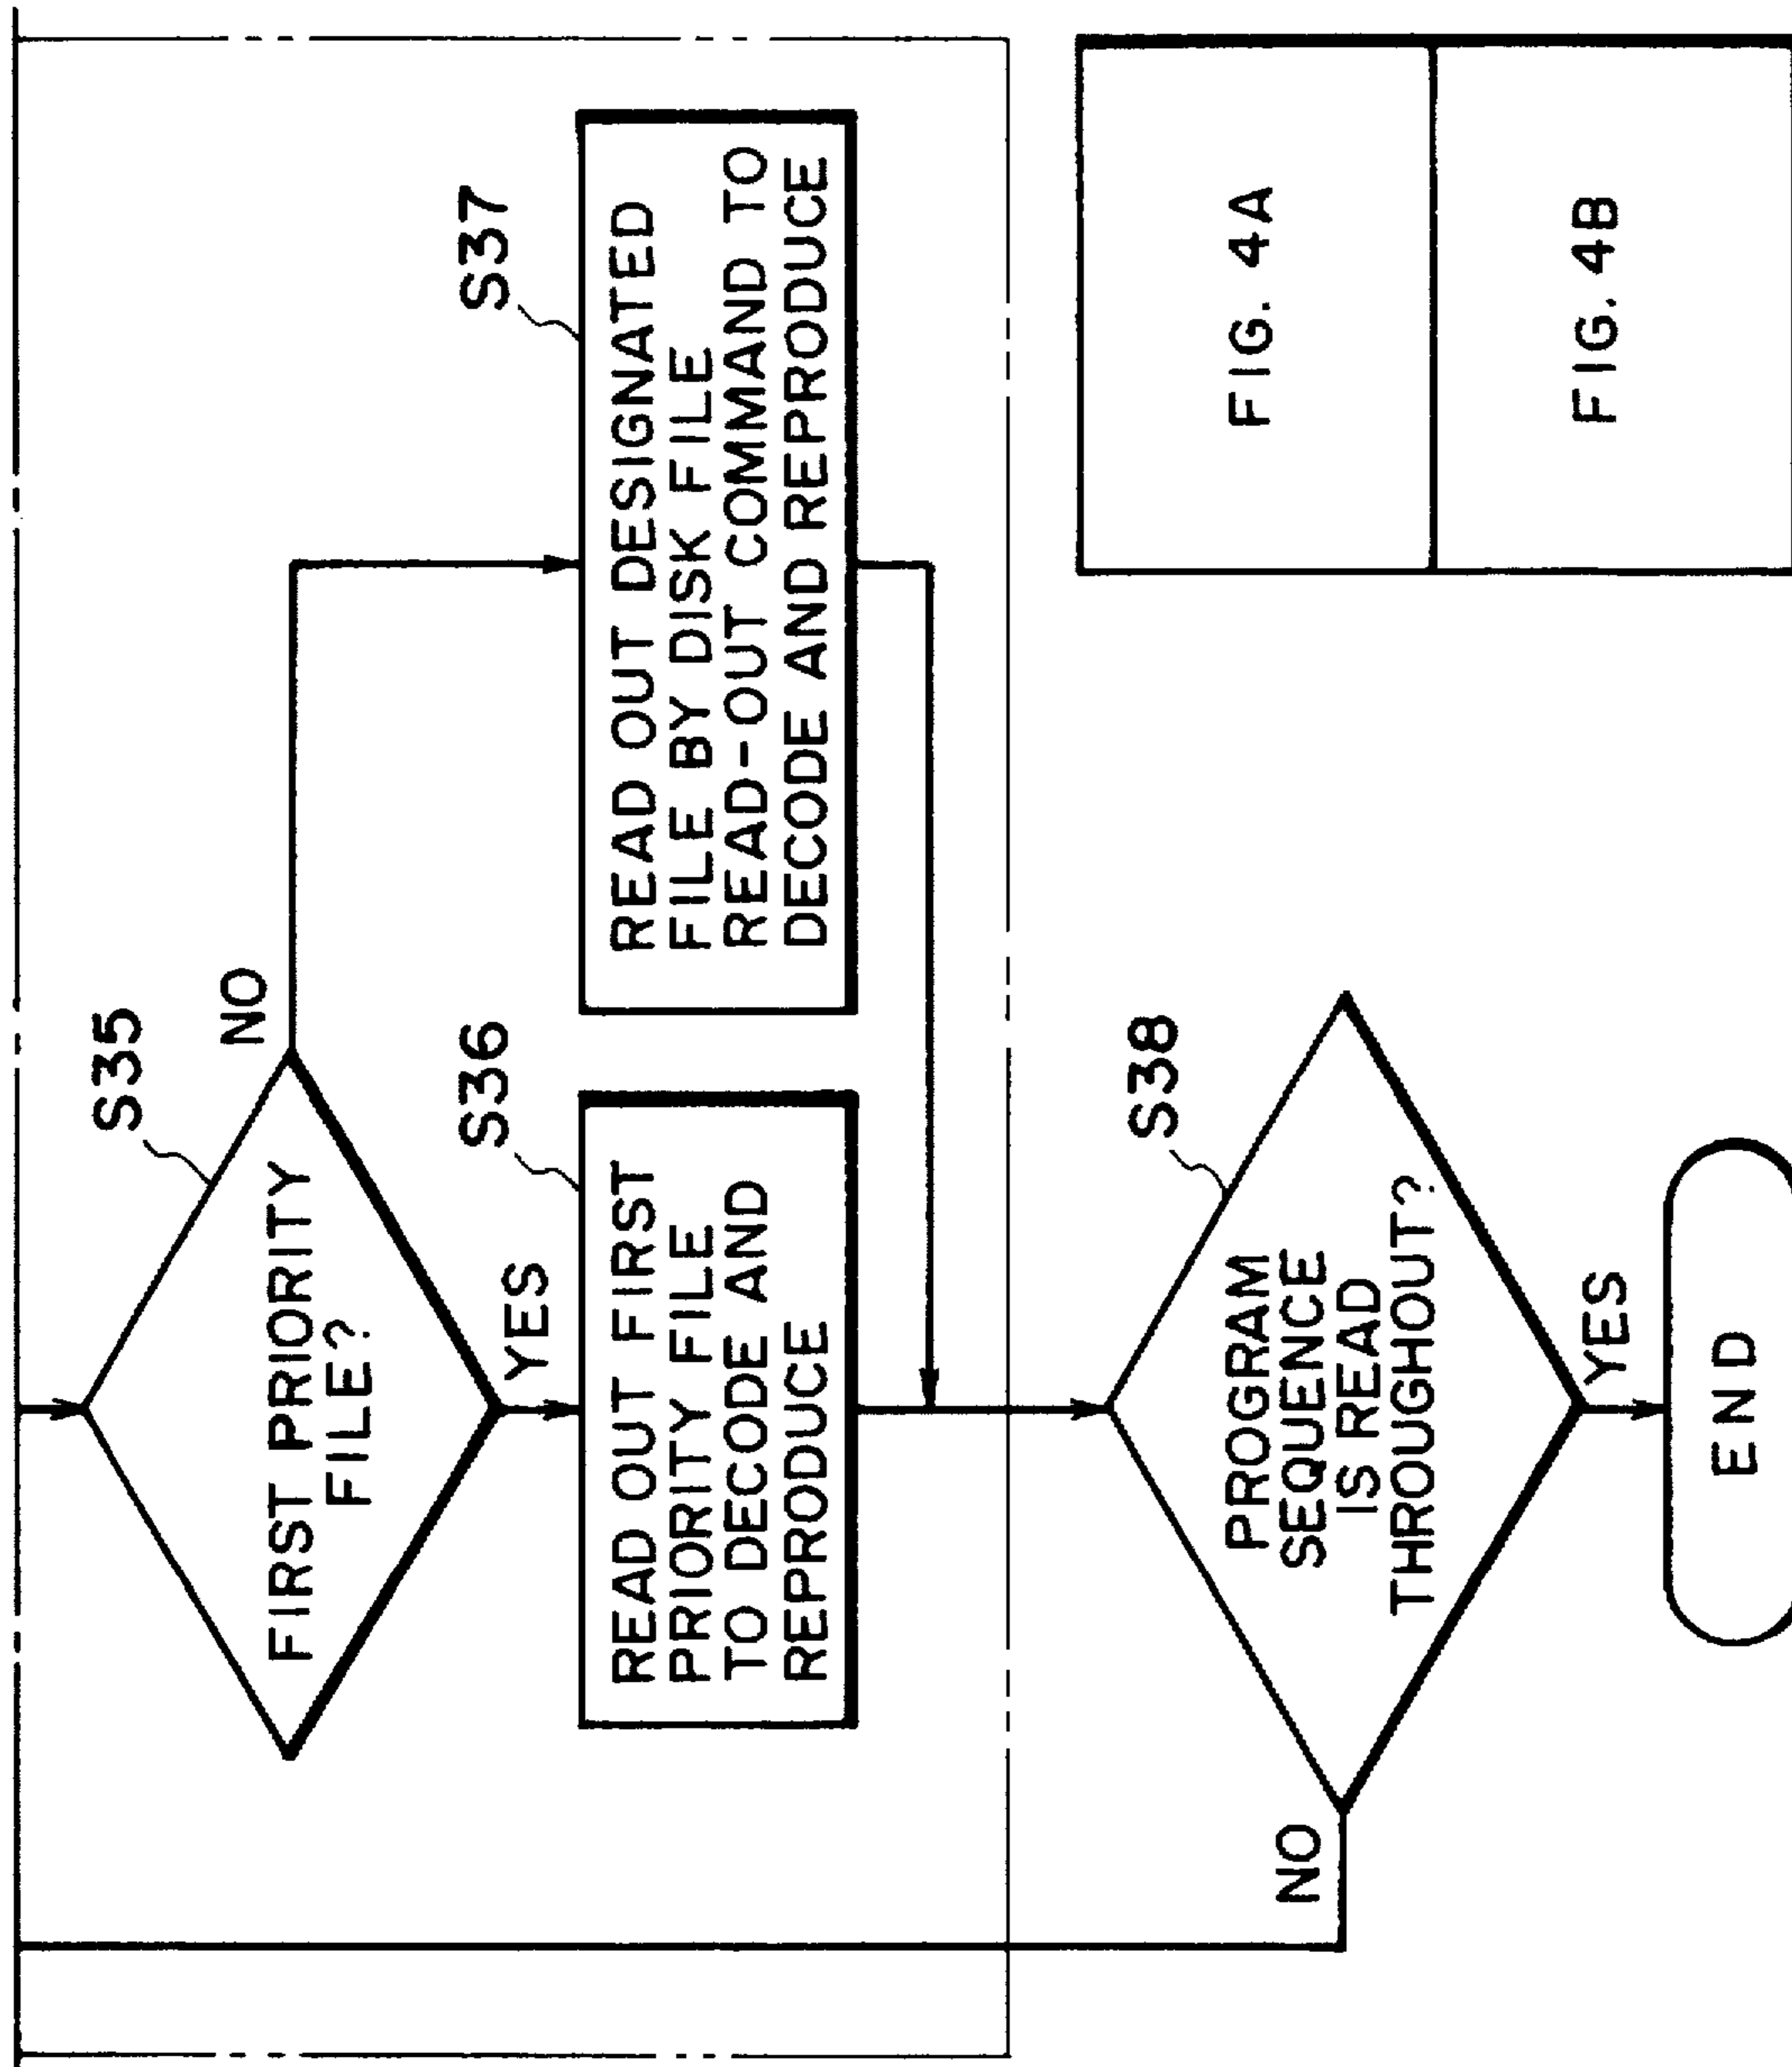 S35
FIRST PRIORITY
FILE?
NO
YES
S36
READ OUT FIRST
PRIORITY FILE
TO DECODE AND
REPRODUCE
S37
READ OUT DESIGNATED
FILE BY DISK FILE
READ-OUT COMMAND TO
DECODE AND REPRODUCE
S38
PROGRAM
SEQUENCE
IS READ
THROUGHOUT?
NO
YES
END
FIG. 4A
FIG. 4B